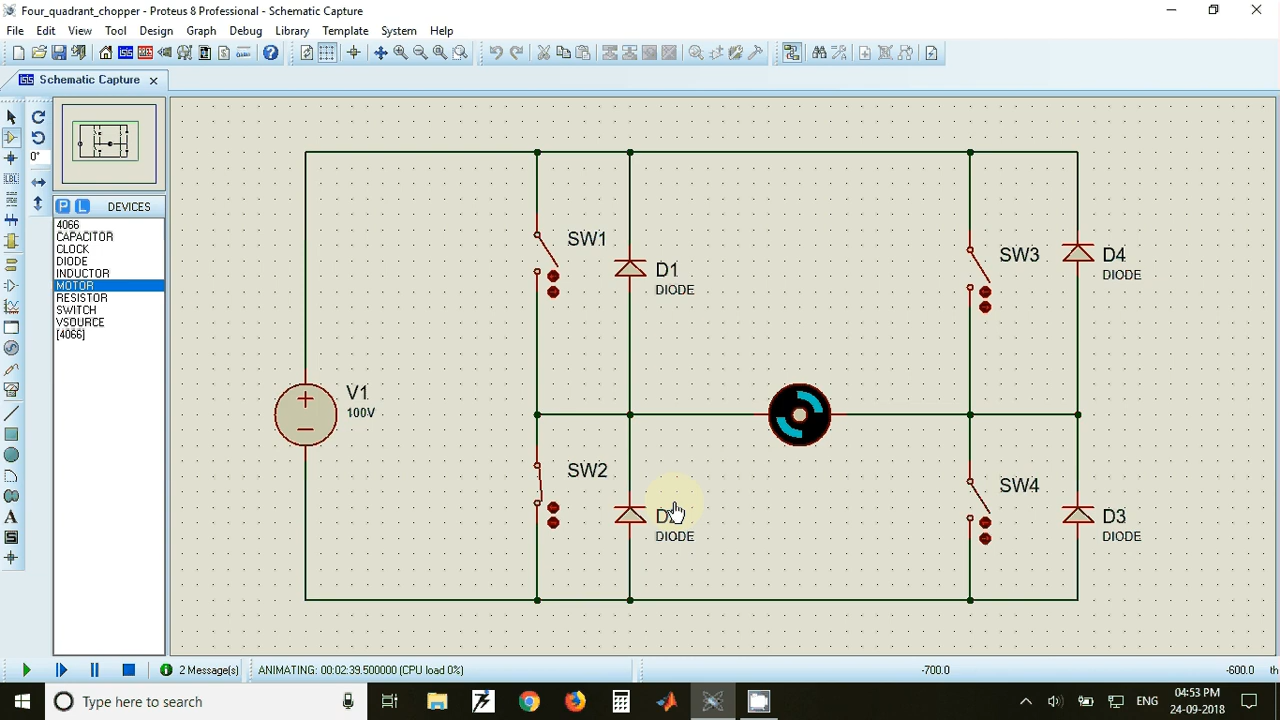 Four_quadrant_chopper - Proteus 8 Professional - Schematic Capture
File Edit View Tool Design Graph Debug Library Template System Help
Schematic Capture
0°
LBL
P L DEVICES
4066
CAPACITOR
CLOCK
DIODE
INDUCTOR
MOTOR
RESISTOR
SWITCH
VSOURCE
[4066]
A
SW1
D1
DIODE
SW3
D4
DIODE
V1
100V
SW2
DIODE
SW4
D3
DIODE
2 Message(s) ANIMATING: 00:02:39.500000 (CPU load 0%) -700.0 -600.0 th
Type here to search
ENG
04:53 PM
24-09-2018